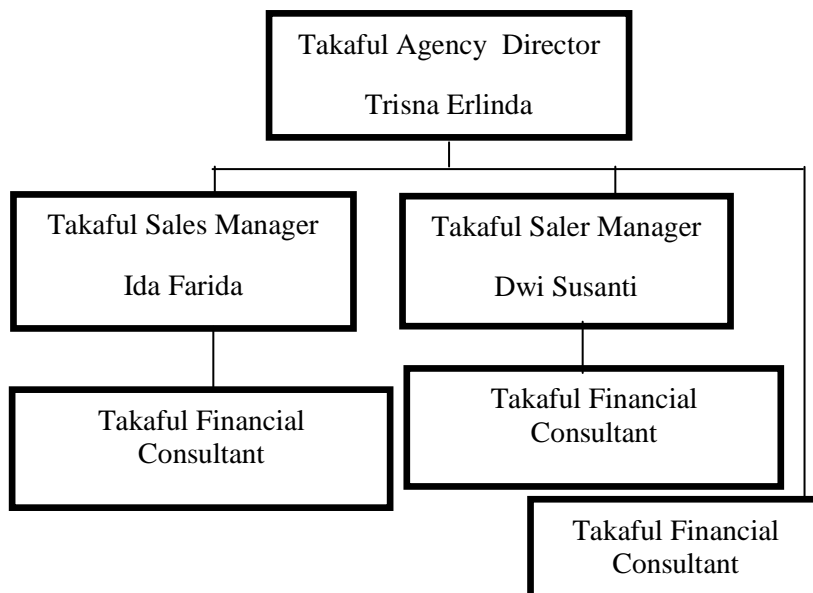 Takaful Agency Director
Trisna Erlinda
Takaful Sales Manager
Ida Farida
Takaful Saler Manager
Dwi Susanti
Takaful Financial
Consultant
Takaful Financial
Consultant
Takaful Financial
Consultant